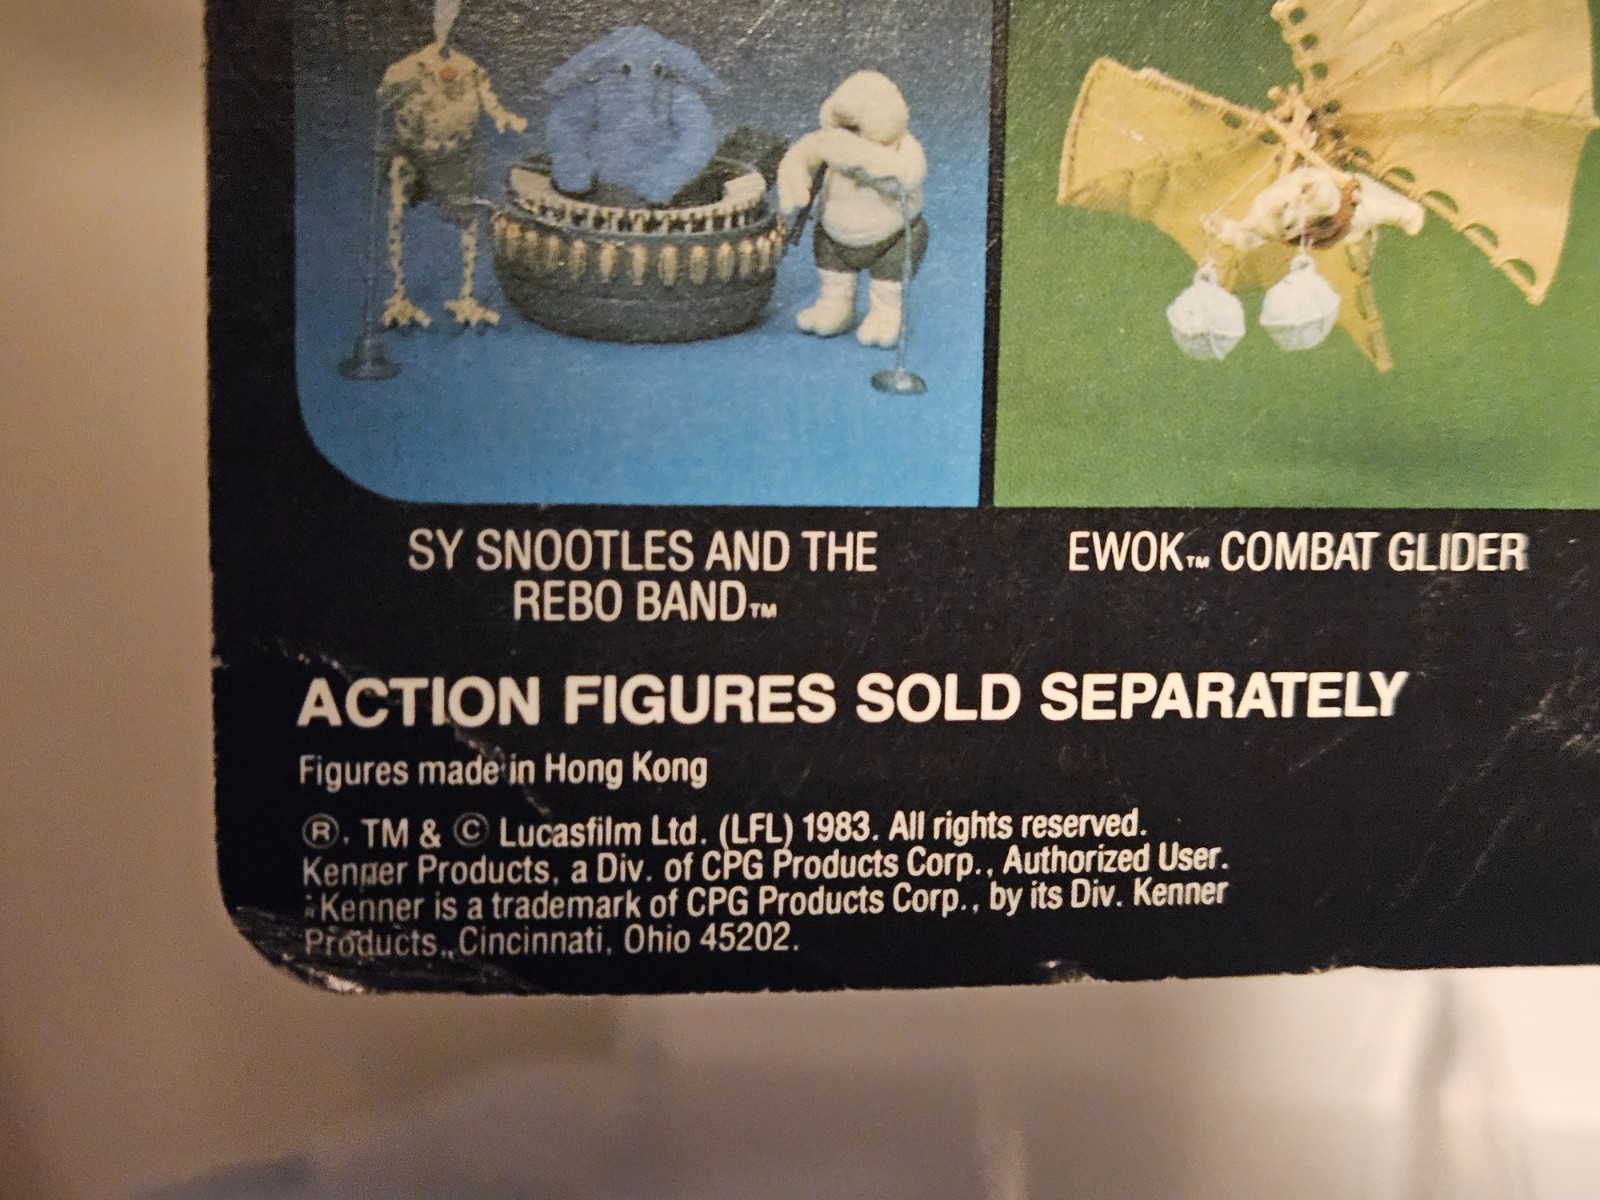 SY SNOOTLES AND THE
REBO BAND™
EWOK™ COMBAT GLIDER
ACTION FIGURES SOLD SEPARATELY
Figures made in Hong Kong
®. TM & © Lucasfilm Ltd. (LFL) 1983. All rights reserved.
Kenner Products, a Div. of CPG Products Corp., Authorized User.
Kenner is a trademark of CPG Products Corp., by its Div. Kenner
Products, Cincinnati, Ohio 45202.